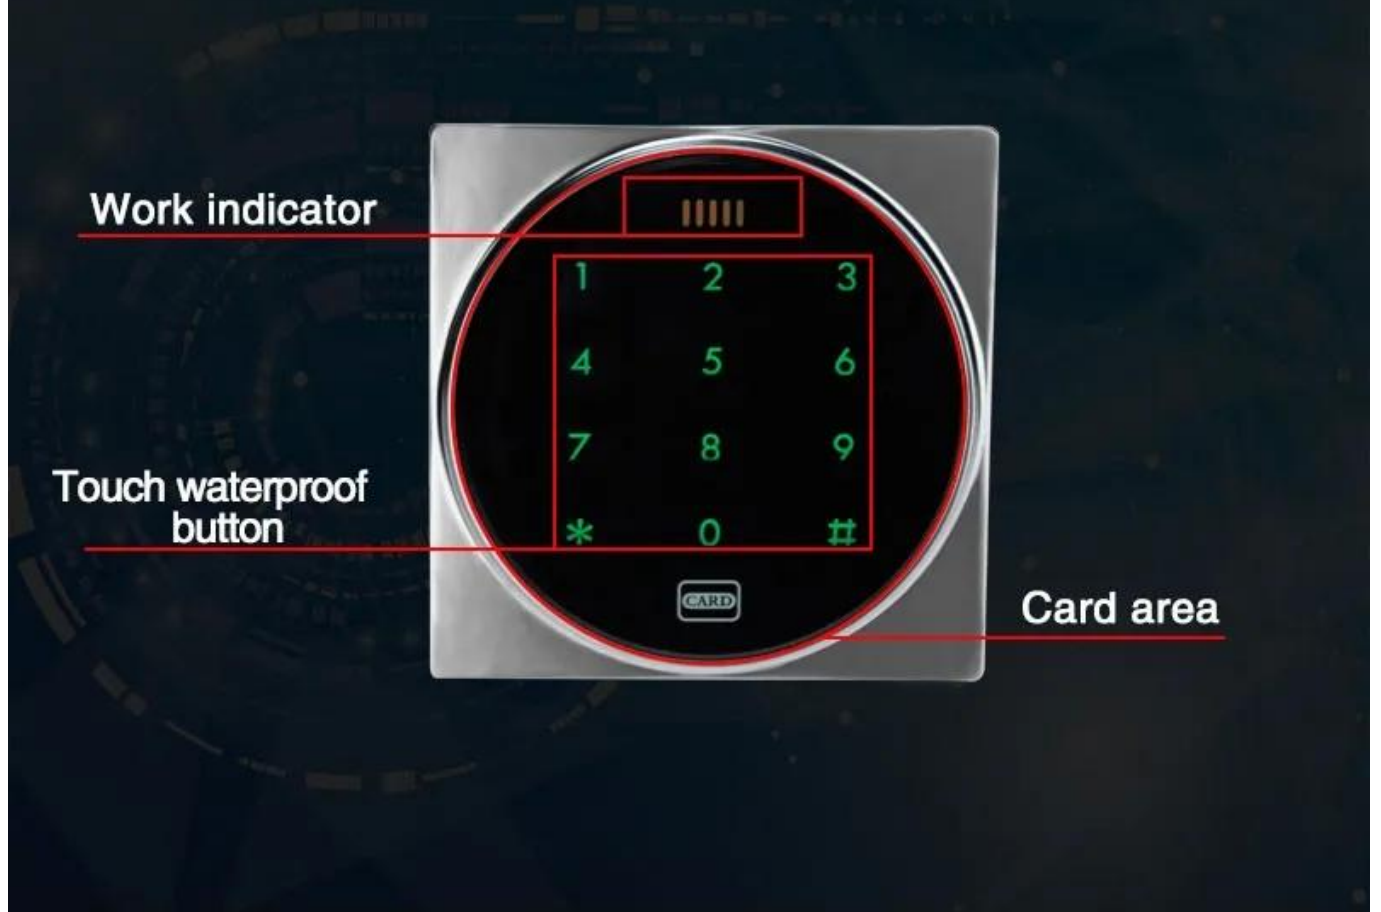 Work indicator
1 2 3
4 5 6
7 8 9
Touch waterproof
button
* 0 #
CARD
Card area